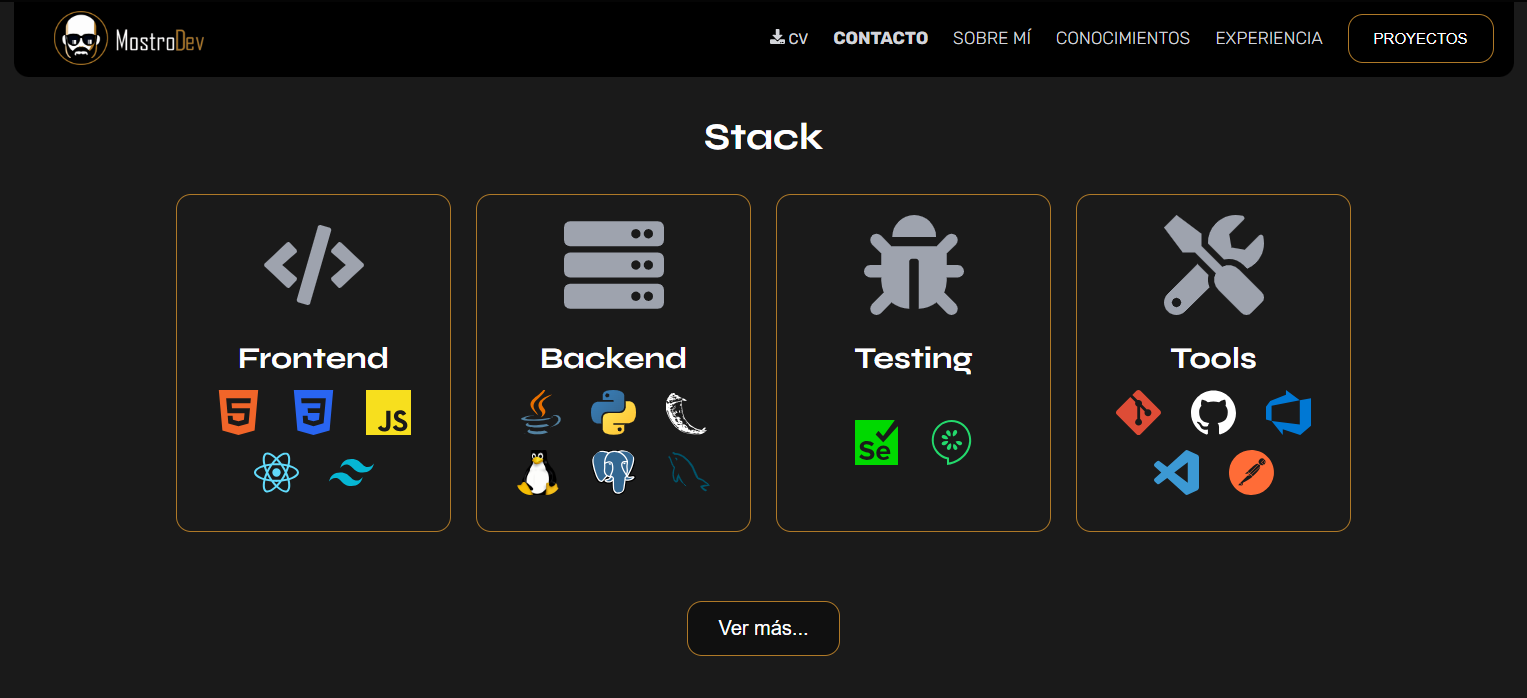 MostroDev
CV
CONTACTO
SOBRE MÍ
CONOCIMIENTOS
EXPERIENCIA
PROYECTOS
Stack
Frontend
Backend
Testing
Tools
5
3
JS
Se
Ver más...